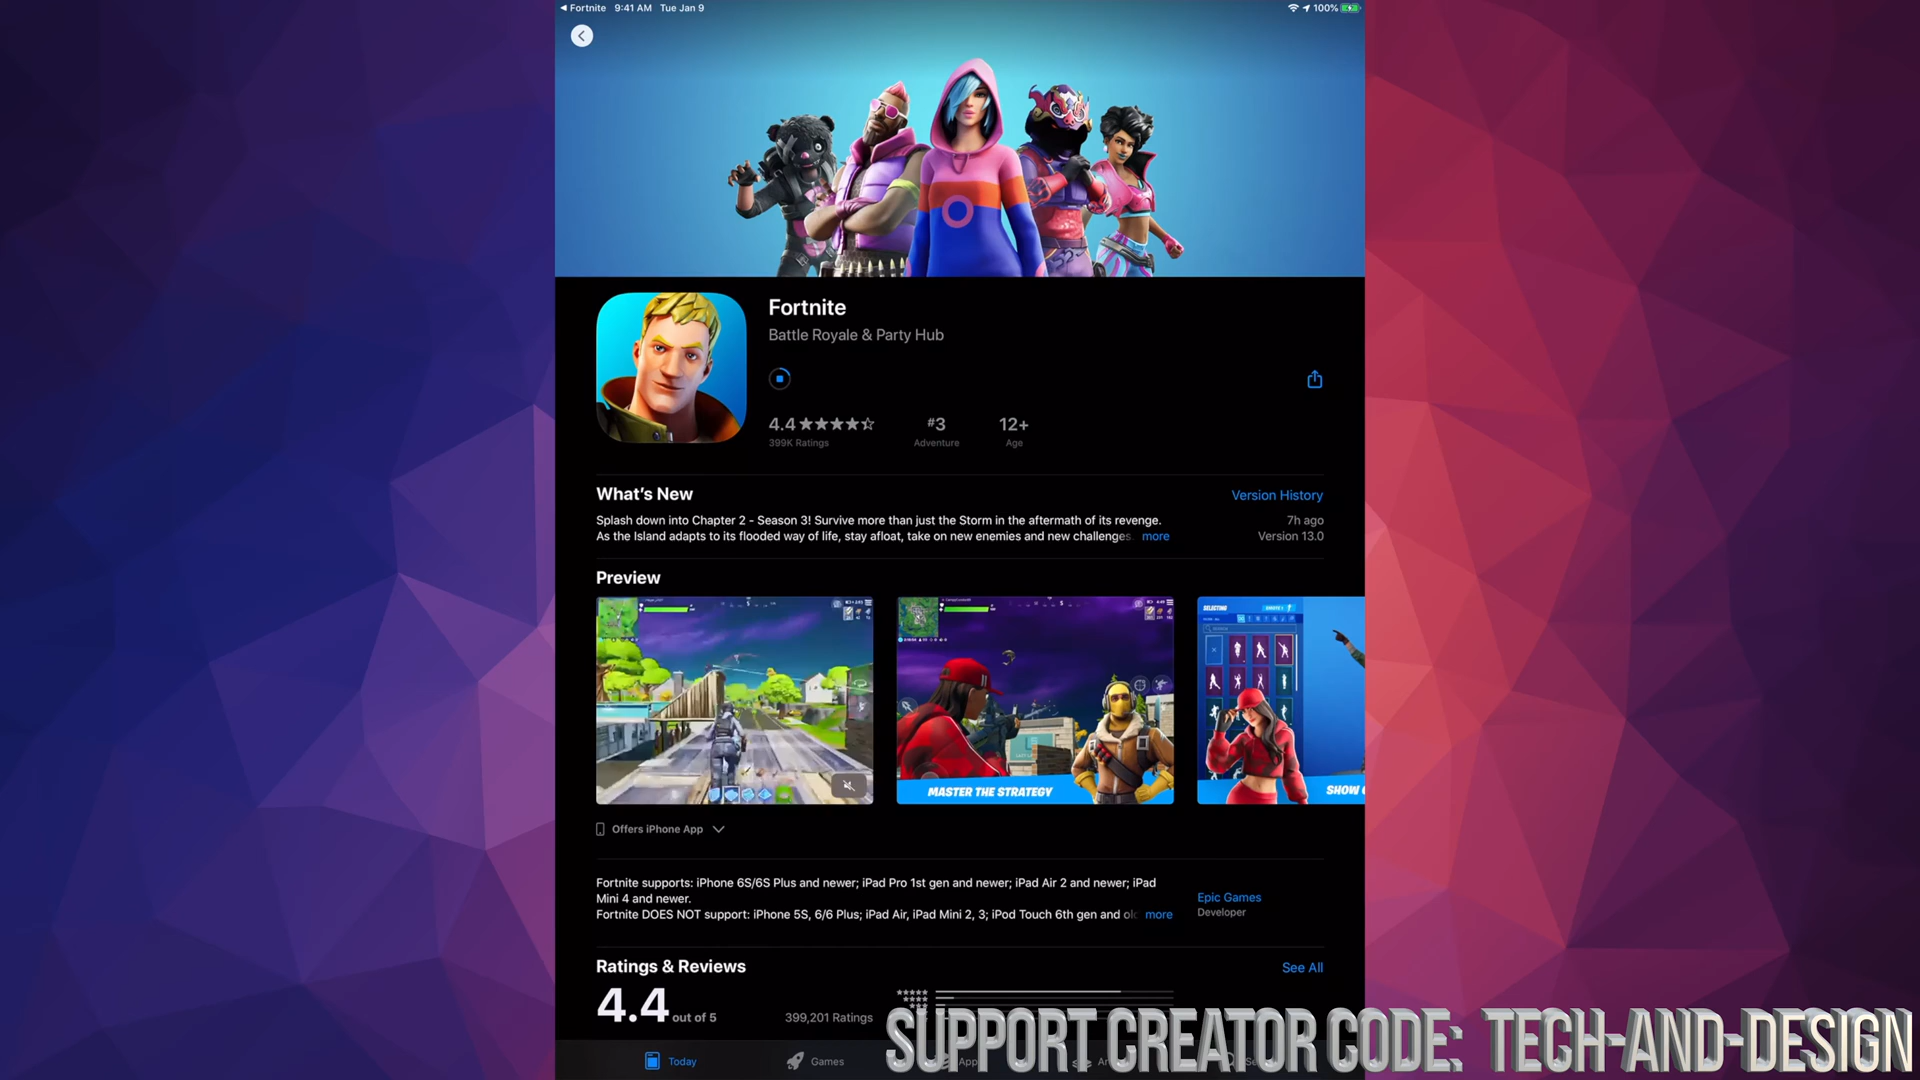 Fortnite 9:41 AM Tue Jan 9 100%
Fortnite
Battle Royale & Party Hub
4.4 #3 12+
399K Ratings Adventure Age
What's New Version History
Splash down into Chapter 2 - Season 3! Survive more than just the Storm in the aftermath of its revenge. 7h ago
As the Island adapts to its flooded way of life, stay afloat, take on new enemies and new challenges. more Version 13.0
Preview
SELECTING
MASTER THE STRATEGY
SHOW
Offers iPhone App
Fortnite supports: iPhone 6S/6S Plus and newer; iPad Pro 1st gen and newer; iPad Air 2 and newer; iPad
Mini 4 and newer.
Fortnite DOES NOT support: iPhone 5S, 6/6 Plus; iPad Air, iPad Mini 2, 3; iPod Touch 6th gen and ol more
Epic Games
Developer
Ratings & Reviews See All
4.4 out of 5 399,201 Ratings
Today Games
SUPPORT CREATOR CODE: TECH-AND-DESIGN